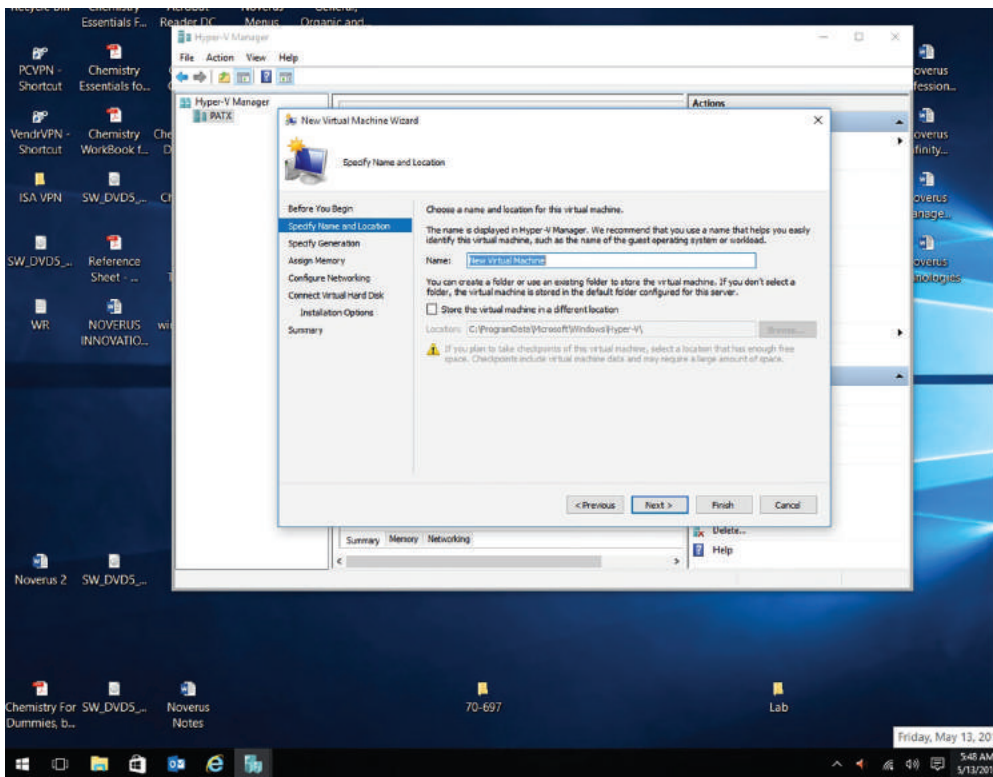 Essentials F...
Reader DC
Menus
Organic and
PCVPN -
Shortcut
Chemistry
Essentials fo...
VendrVPN -
Shortcut
Chemistry
WorkBook f...
ISA VPN
SW_DVD5_...
SW_DVD5_...
Reference
Sheet - ...
WR
NOVERUS
INNOVATIO...
Noverus 2
SW_DVD5_...
Chemistry For
Dummies, b...
SW_DVD5_...
Noverus
Notes
70-697
Lab
Hyper-V Manager
File Action View Help
Hyper-V Manager
PATX
Actions
New Virtual Machine Wizard
Specify Name and Location
Before You Begin
Specify Name and Location
Specify Generation
Assign Memory
Configure Networking
Connect Virtual Hard Disk
Installation Options
Summary
Choose a name and location for this virtual machine.
The name is displayed in Hyper-V Manager. We recommend that you use a name that helps you easily
identify this virtual machine, such as the name of the guest operating system or workload.
Name: New Virtual Machine
You can create a folder or use an existing folder to store the virtual machine. If you don't select a
folder, the virtual machine is stored in the default folder configured for this server.
Store the virtual machine in a different location
Location: C:\ProgramData\Microsoft\Windows\Hyper-V\
Browse...
If you plan to take checkpoints of this virtual machine, select a location that has enough free
space. Checkpoints include virtual machine data and may require a large amount of space.
< Previous Next > Finish Cancel
Summary Memory Networking
Delete...
Help
overus
fession...
overus
finity...
overus
anage...
overus
Friday, May 13, 20
5:48 AM
5/13/201